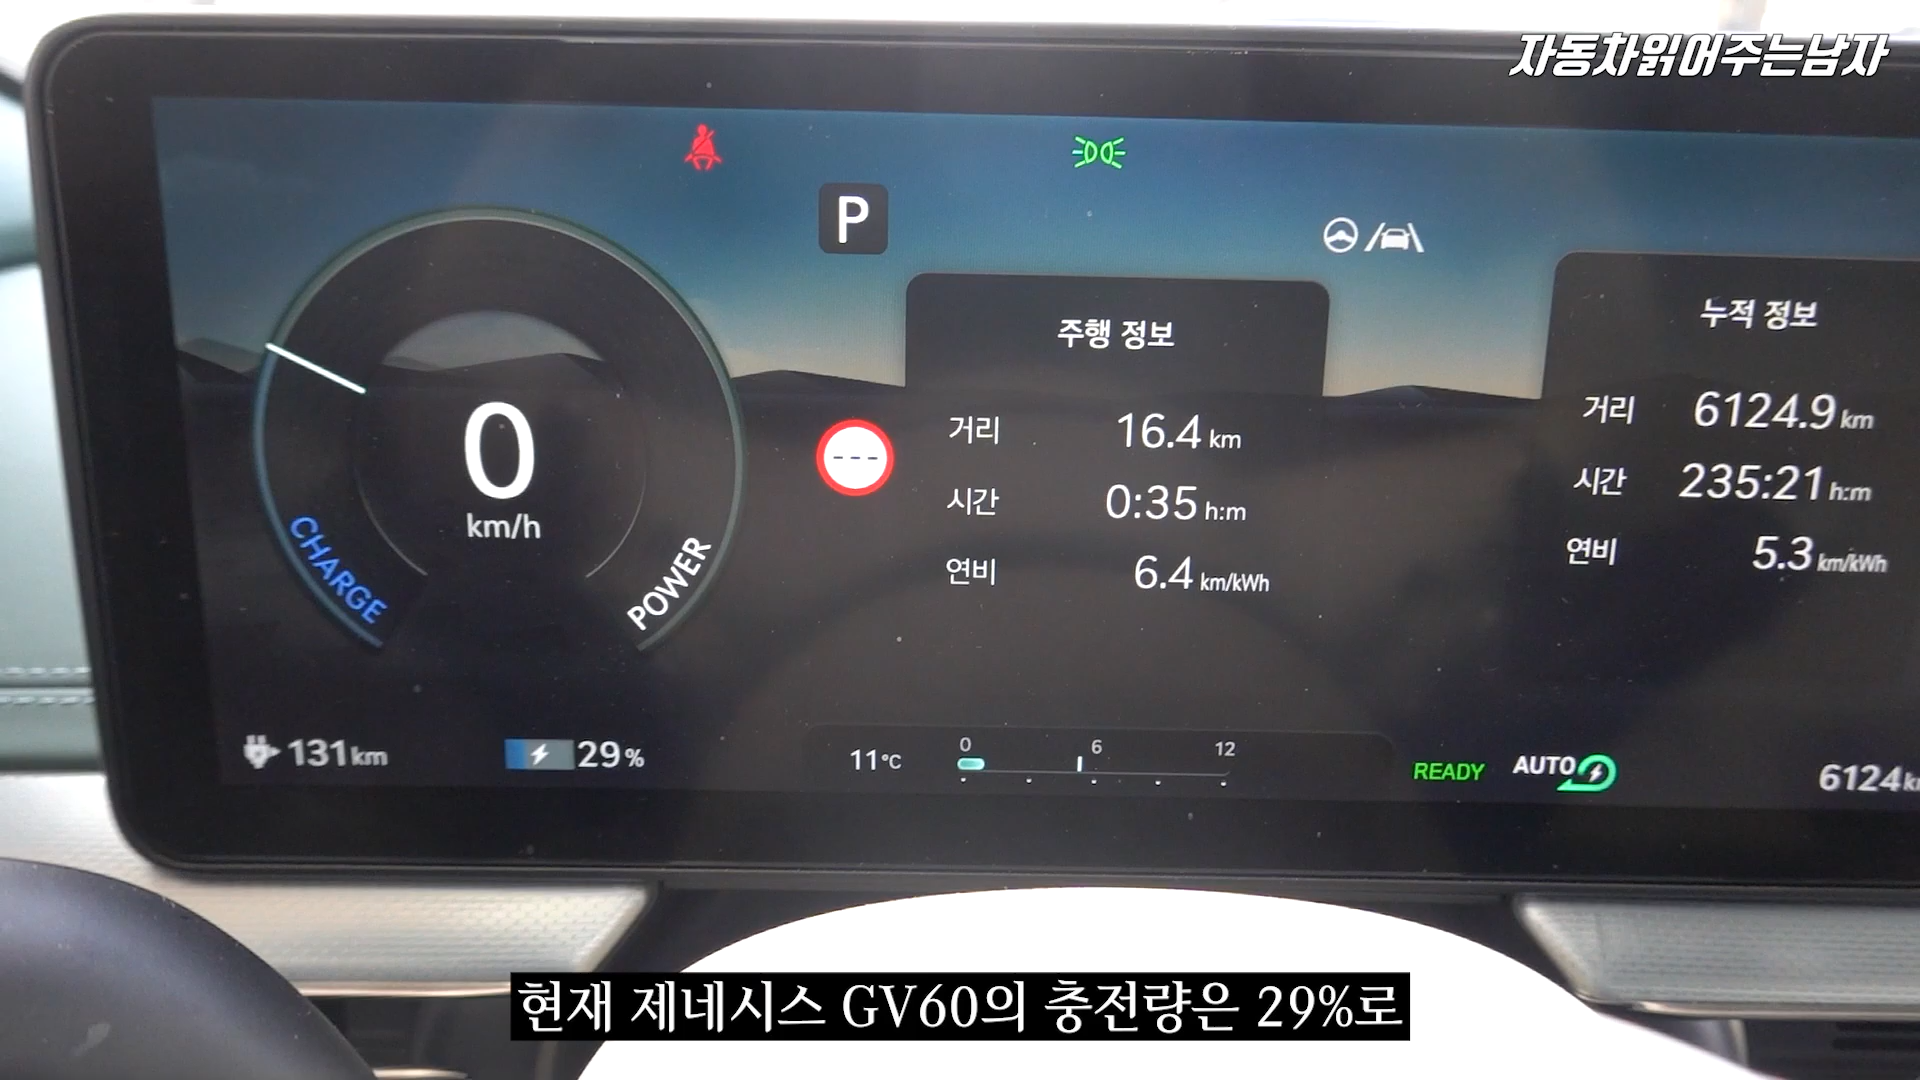 자동차읽어주는남자
P
주행 정보
거리 16.4 km
시간 0:35 h:m
연비 6.4 km/kWh
누적 정보
거리 6124.9 km
시간 235:21 h:m
연비 5.3 km/kWh
0
km/h
CHARGE
POWER
---
131 km
29 %
11°C
0 6 12
READY
AUTO
6124
현재 제네시스 GV60의 충전량은 29%로